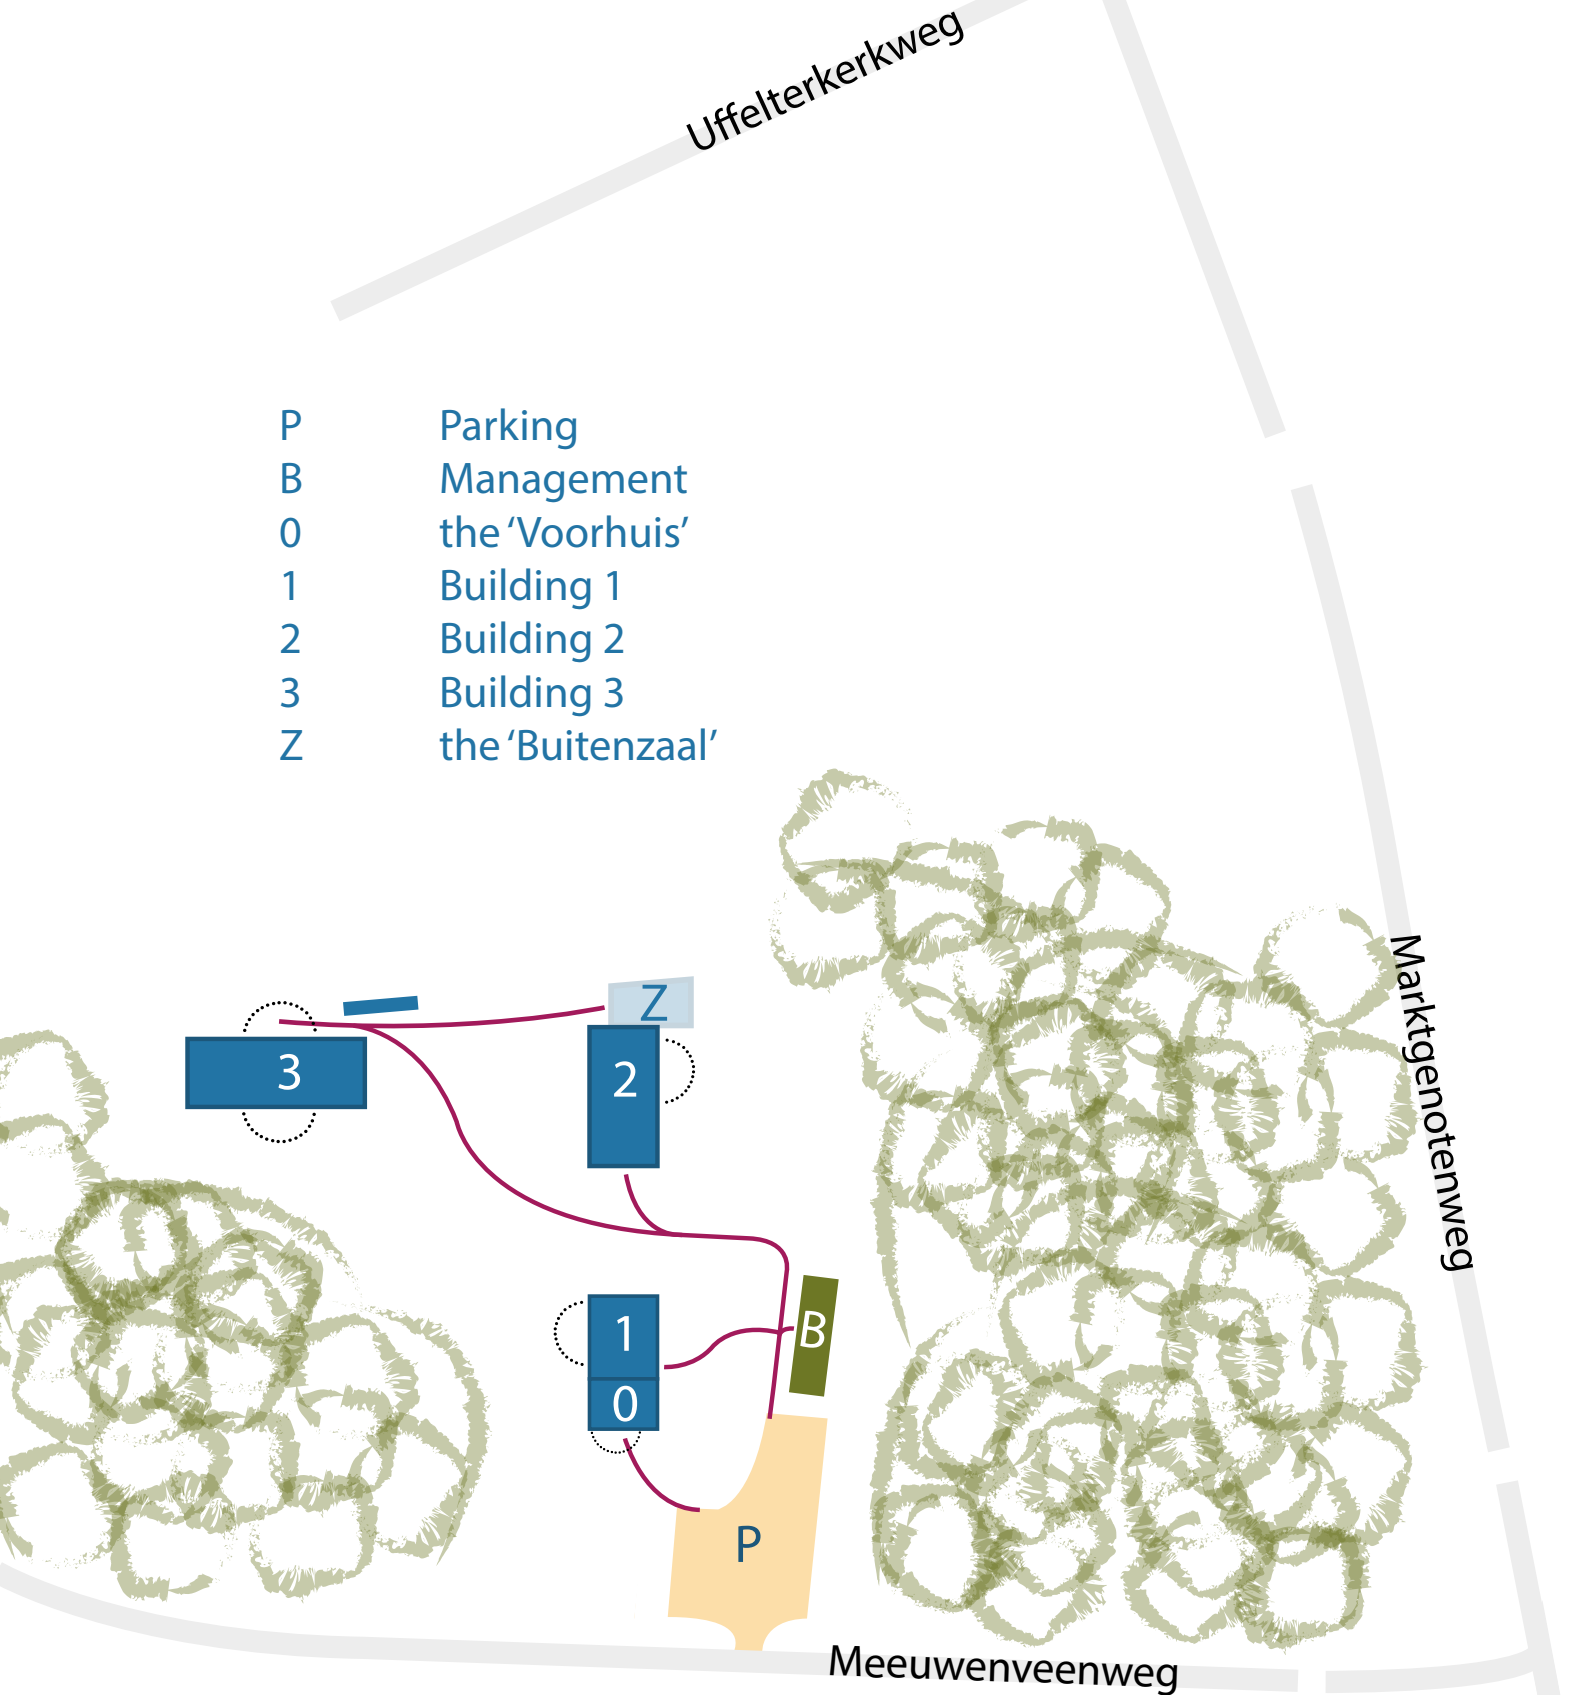 Uffelterkerkweg
P Parking
B Management
0 the ‘Voorhuis’
1 Building 1
2 Building 2
3 Building 3
Z the ‘Buitenzaal’
Marktgenotenweg
Z
3
2
1
B
0
P
Meeuwenveenweg